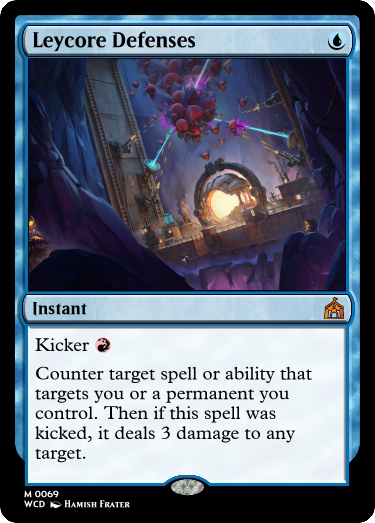 Leycore Defenses
Instant
Kicker
Counter target spell or ability that
targets you or a permanent you
control. Then if this spell was
kicked, it deals 3 damage to any
target.
M 0069
WCD Hamish Frater